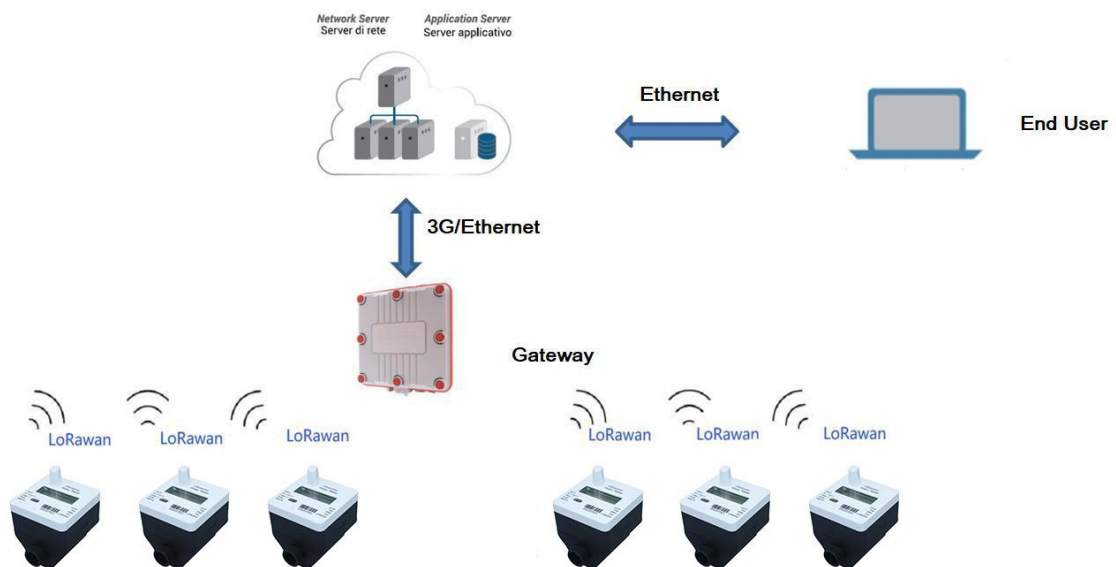 Network Server
Server di rete
Application Server
Server applicativo
Ethernet
End User
3G/Ethernet
Gateway
LoRawan
LoRawan
LoRawan
LoRawan
LoRawan
LoRawan